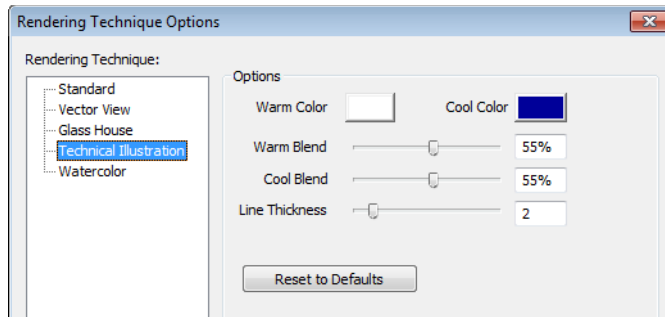 Rendering Technique Options
Rendering Technique:
Standard
Vector View
Glass House
Technical Illustration
Watercolor
Options
Warm Color Cool Color
Warm Blend 55%
Cool Blend 55%
Line Thickness 2
Reset to Defaults